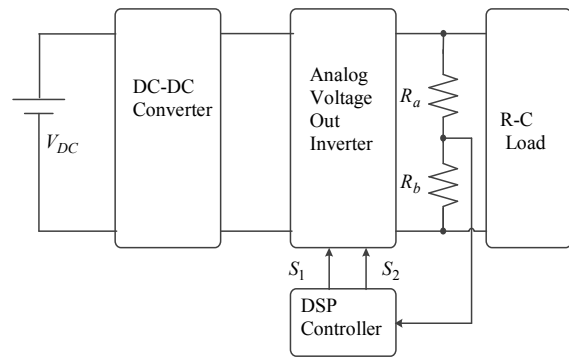 DC-DC
Converter
Analog
Voltage
Out
Inverter
R-C
Load
V_DC
R_a
R_b
S_1
S_2
DSP
Controller